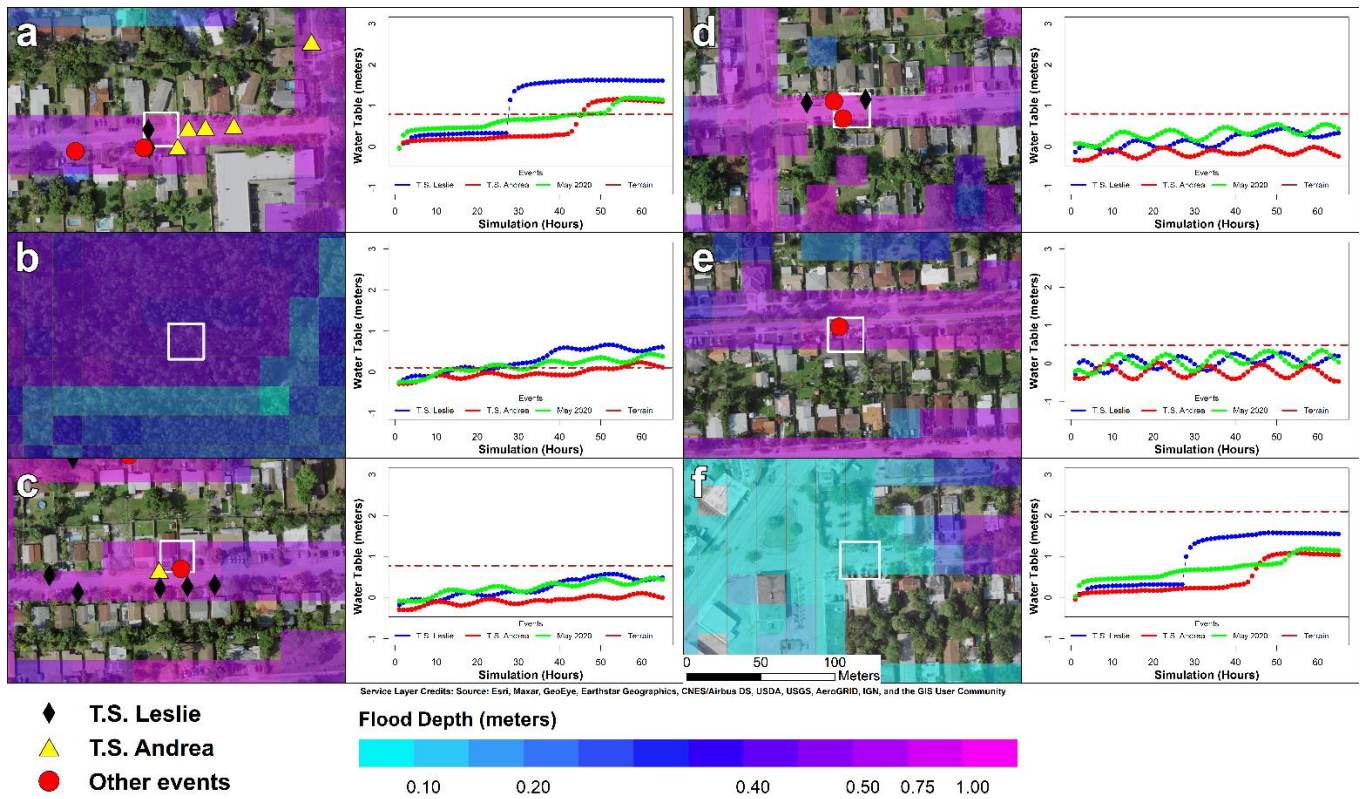 a
Water Table (meters)
3
2
1
0
-1
Events
T.S. Leslie T.S. Andrea May 2020 Terrain
0 10 20 30 40 50 60
Simulation (Hours)
d
Water Table (meters)
3
2
1
0
-1
Events
T.S. Leslie T.S. Andrea May 2020 Terrain
0 10 20 30 40 50 60
Simulation (Hours)
b
Water Table (meters)
3
2
1
0
-1
Events
T.S. Leslie T.S. Andrea May 2020 Terrain
0 10 20 30 40 50 60
Simulation (Hours)
e
Water Table (meters)
3
2
1
0
-1
Events
T.S. Leslie T.S. Andrea May 2020 Terrain
0 10 20 30 40 50 60
Simulation (Hours)
c
Water Table (meters)
3
2
1
0
-1
Events
T.S. Leslie T.S. Andrea May 2020 Terrain
0 10 20 30 40 50 60
Simulation (Hours)
f
0 50 100
Meters
Water Table (meters)
3
2
1
0
-1
Events
T.S. Leslie T.S. Andrea May 2020 Terrain
0 10 20 30 40 50 60
Simulation (Hours)
Service Layer Credits: Source: Esri, Maxar, GeoEye, Earthstar Geographics, CNES/Airbus DS, USDA, USGS, AeroGRID, IGN, and the GIS User Community
T.S. Leslie
T.S. Andrea
Other events
Flood Depth (meters)
0.10 0.20 0.40 0.50 0.75 1.00